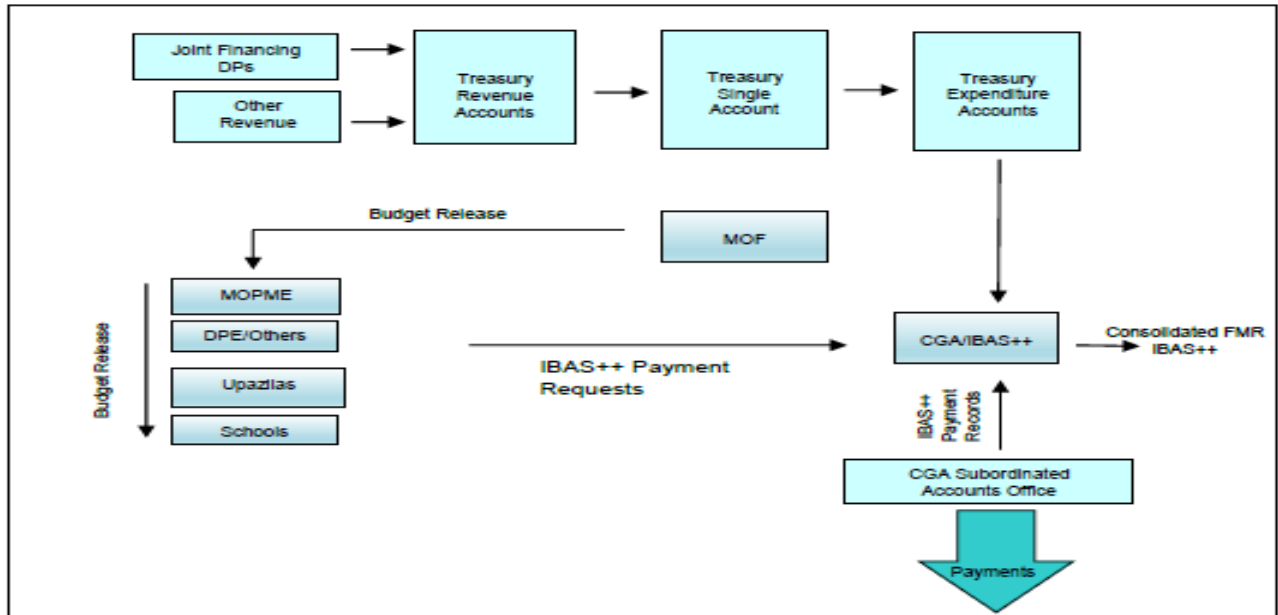 Joint Financing
DPs
Other
Revenue
Treasury
Revenue
Accounts
Treasury
Single
Account
Treasury
Expenditure
Accounts
Budget Release
MOF
Budget Release
MOPME
DPE/Others
Upazilas
Schools
IBAS++ Payment
Requests
CGA/IBAS++
Consolidated FMR
IBAS++
IBAS++
Payment
Records
CGA Subordinated
Accounts Office
Payments